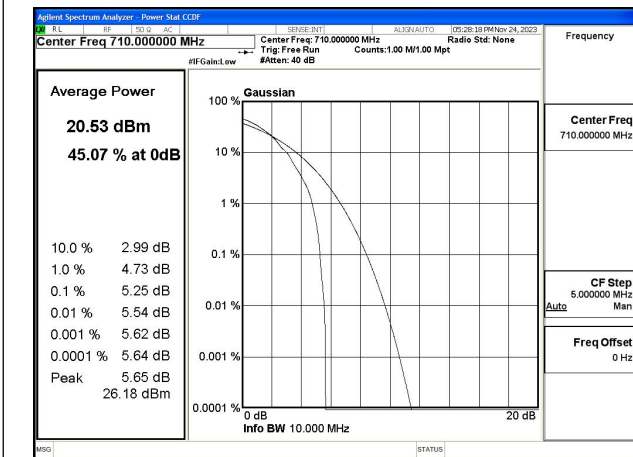 Agilent Spectrum Analyzer - Power Stat CCDF
RL RF 50 Ω AC SENSE:INT ALIGN AUTO 05:28:18 PM Nov 24, 2023
Center Freq 710.000000 MHz
Center Freq: 710.000000 MHz Radio Std: None
Trig: Free Run Counts:1.00 M/1.00 Mpt
#IFGain:Low #Atten: 40 dB
Frequency
Average Power
20.53 dBm
45.07 % at 0dB
10.0 % 2.99 dB
1.0 % 4.73 dB
0.1 % 5.25 dB
0.01 % 5.54 dB
0.001 % 5.62 dB
0.0001 % 5.64 dB
Peak 5.65 dB
26.18 dBm
Gaussian
100 %
10 %
1 %
0.1 %
0.01 %
0.001 %
0.0001 %
0 dB 20 dB
Info BW 10.000 MHz
Center Freq
710.000000 MHz
CF Step
5.000000 MHz
Auto Man
Freq Offset
0 Hz
MSG STATUS